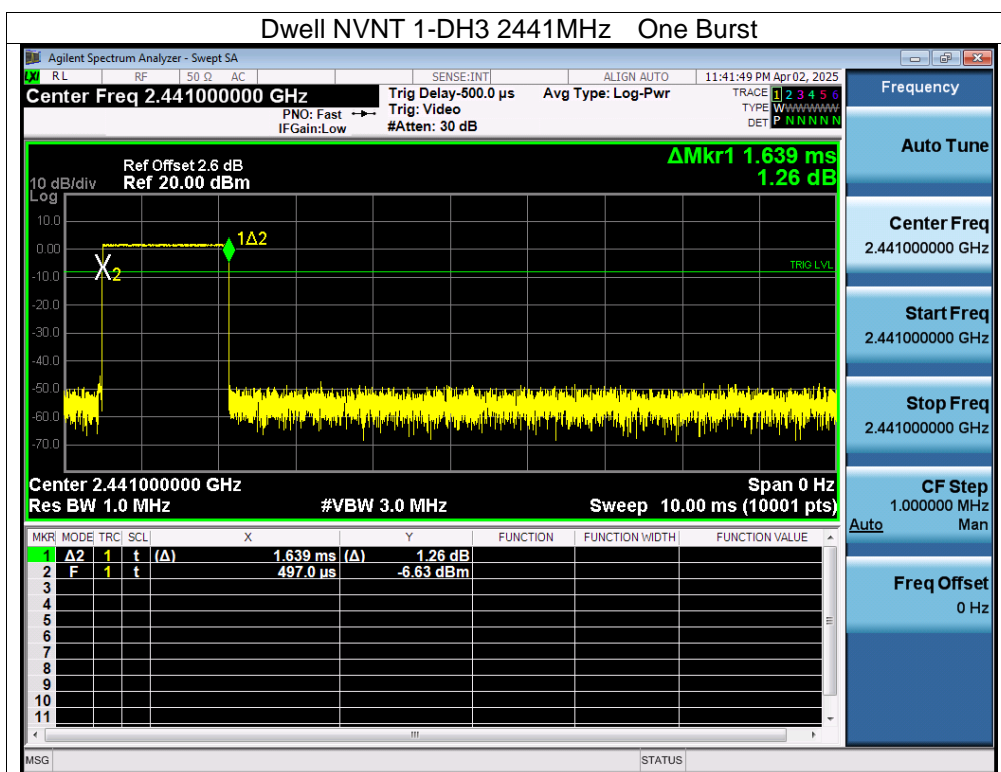 Dwell NVNT 1-DH3 2441MHz One Burst
Agilent Spectrum Analyzer - Swept SA
LXI RL RF 50 Ω AC SENSE:INT ALIGN AUTO 11:41:49 PM Apr 02, 2025
Center Freq 2.441000000 GHz Trig Delay-500.0 µs Avg Type: Log-Pwr TRACE 1 2 3 4 5 6
PNO: Fast Trig: Video TYPE WWWWWW
IFGain:Low #Atten: 30 dB DET P N N N N N
Frequency
Auto Tune
Center Freq
2.441000000 GHz
Start Freq
2.441000000 GHz
Stop Freq
2.441000000 GHz
CF Step
1.000000 MHz
Auto Man
Freq Offset
0 Hz
ΔMkr1 1.639 ms
1.26 dB
Ref Offset 2.6 dB
10 dB/div Ref 20.00 dBm
Log
10.0
0.00
-10.0
-20.0
-30.0
-40.0
-50.0
-60.0
-70.0
1Δ2
2
TRIG LVL
Center 2.441000000 GHz Span 0 Hz
Res BW 1.0 MHz #VBW 3.0 MHz Sweep 10.00 ms (10001 pts)
MKR MODE TRC SCL X Y FUNCTION FUNCTION WIDTH FUNCTION VALUE
1 Δ2 1 t (Δ) 1.639 ms (Δ) 1.26 dB
2 F 1 t 497.0 µs -6.63 dBm
3
4
5
6
7
8
9
10
11
MSG STATUS